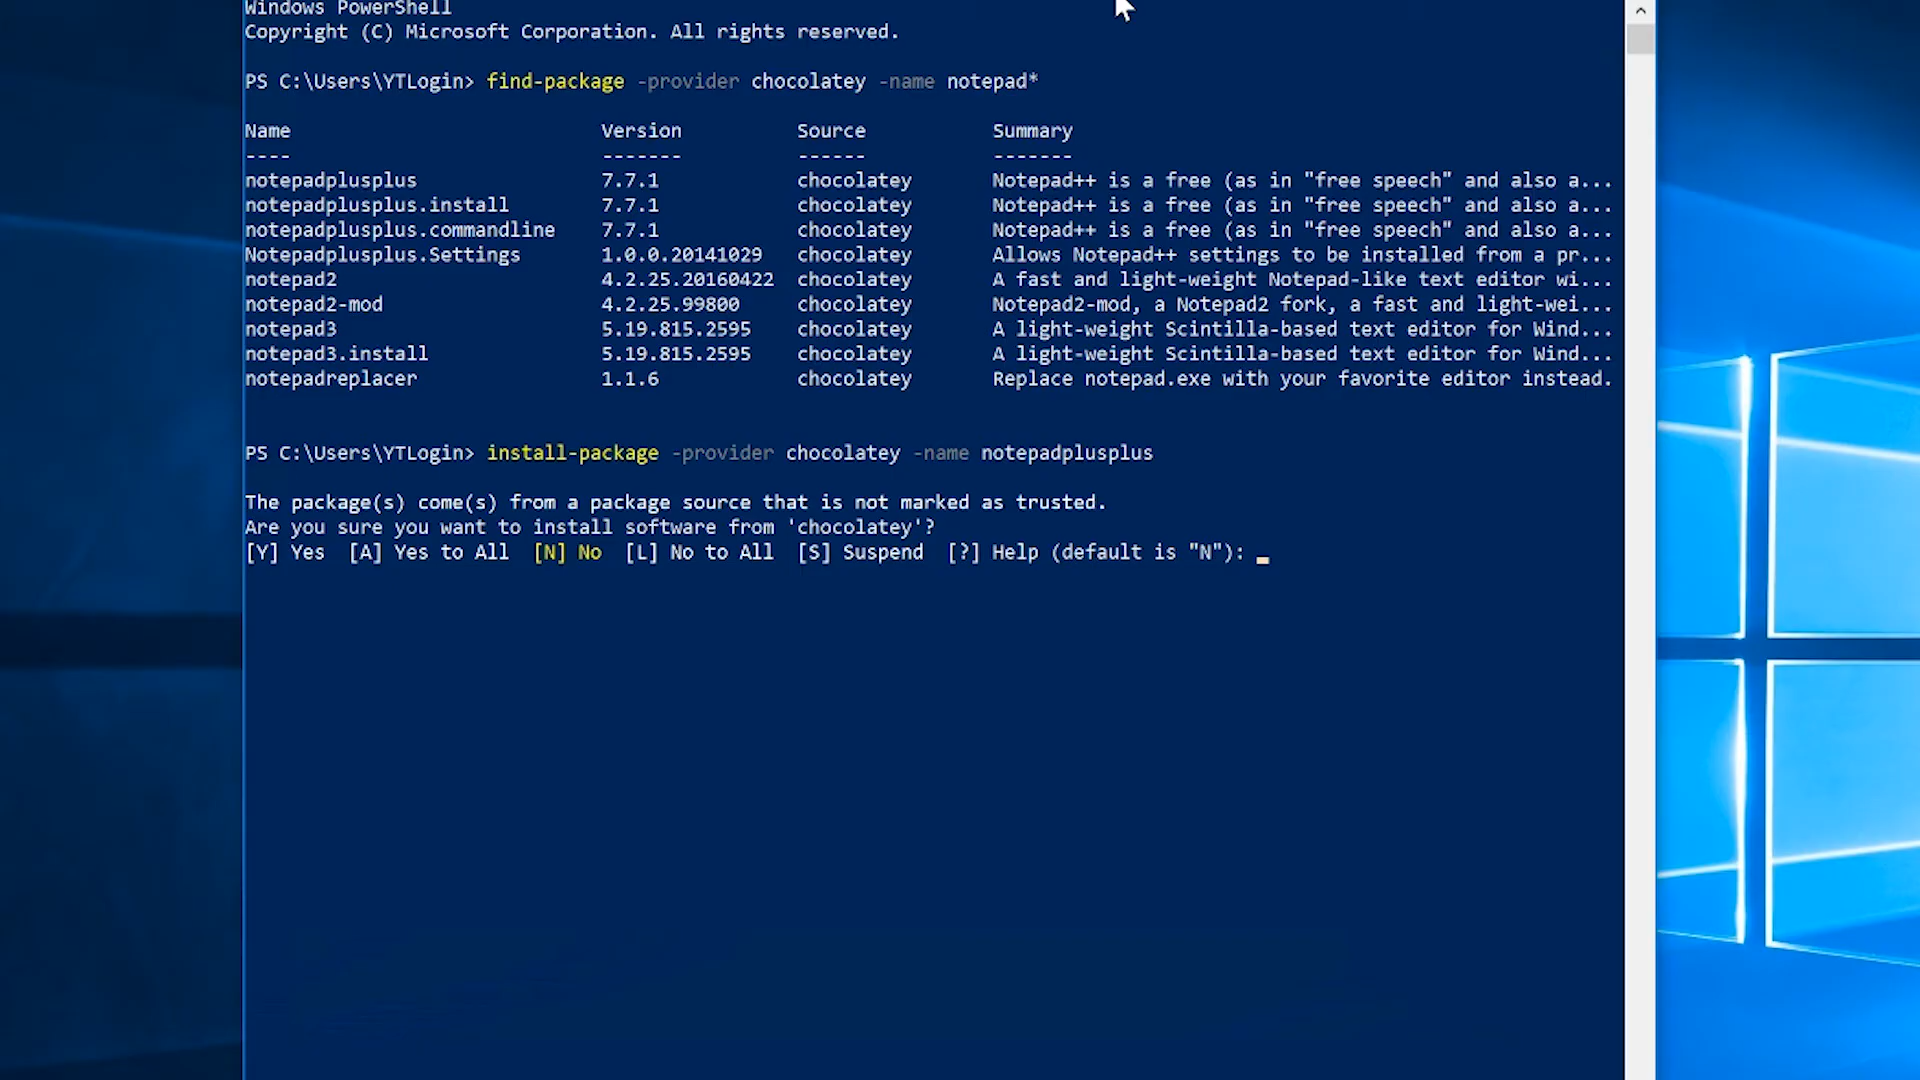 Windows PowerShell
Copyright (C) Microsoft Corporation. All rights reserved.
PS C:\Users\YTLogin> find-package -provider chocolatey -name notepad*
Name Version Source Summary
---- ------- ------ -------
notepadplusplus 7.7.1 chocolatey Notepad++ is a free (as in "free speech" and also a...
notepadplusplus.install 7.7.1 chocolatey Notepad++ is a free (as in "free speech" and also a...
notepadplusplus.commandline 7.7.1 chocolatey Notepad++ is a free (as in "free speech" and also a...
Notepadplusplus.Settings 1.0.0.20141029 chocolatey Allows Notepad++ settings to be installed from a pr...
notepad2 4.2.25.20160422 chocolatey A fast and light-weight Notepad-like text editor wi...
notepad2-mod 4.2.25.99800 chocolatey Notepad2-mod, a Notepad2 fork, a fast and light-wei...
notepad3 5.19.815.2595 chocolatey A light-weight Scintilla-based text editor for Wind...
notepad3.install 5.19.815.2595 chocolatey A light-weight Scintilla-based text editor for Wind...
notepadreplacer 1.1.6 chocolatey Replace notepad.exe with your favorite editor instead.
PS C:\Users\YTLogin> install-package -provider chocolatey -name notepadplusplus
The package(s) come(s) from a package source that is not marked as trusted.
Are you sure you want to install software from 'chocolatey'?
[Y] Yes [A] Yes to All [N] No [L] No to All [S] Suspend [?] Help (default is "N"): _